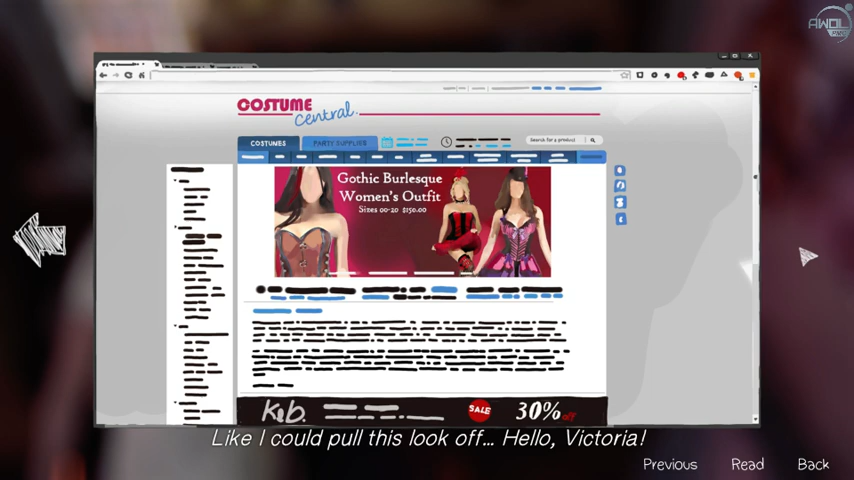 AWOL
COSTUME
central.
COSTUMES
PARTY SUPPLIES
Search for a product
Gothic Burlesque
Women's Outfit
Sizes 00-20 $150.00
K&b.
SALE
30% off
Like I could pull this look off... Hello, Victoria!
Previous
Read
Back